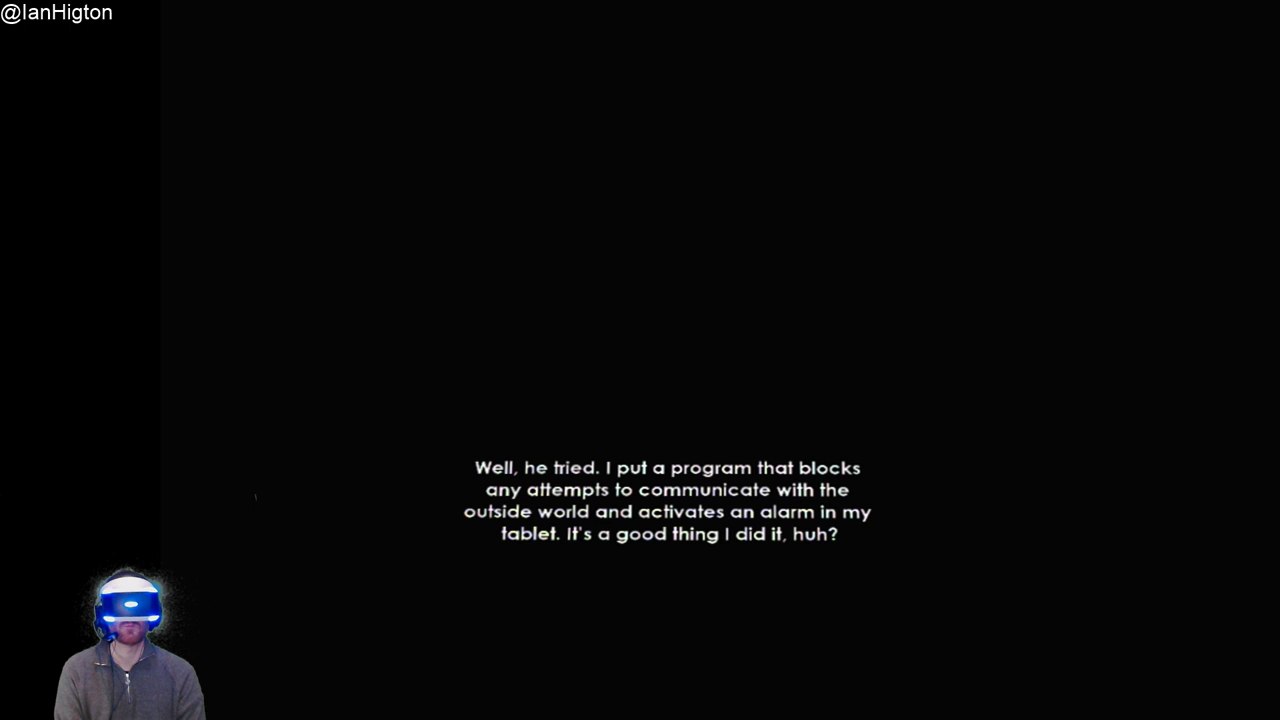 @IanHigton
Well, he tried. I put a program that blocks
any attempts to communicate with the
outside world and activates an alarm in my
tablet. It's a good thing I did it, huh?